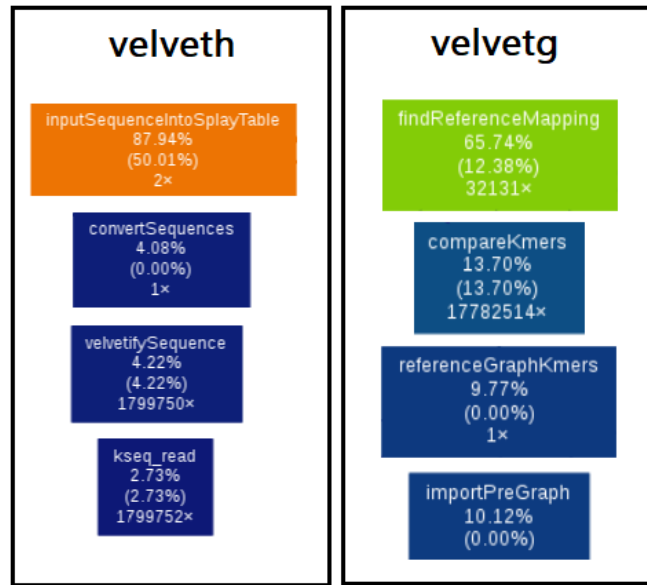 velveth
inputSequenceIntoSplayTable
87.94%
(50.01%)
2×
convertSequences
4.08%
(0.00%)
1×
velvetifySequence
4.22%
(4.22%)
1799750×
kseq_read
2.73%
(2.73%)
1799752×
velvetg
findReferenceMapping
65.74%
(12.38%)
32131×
compareKmers
13.70%
(13.70%)
17782514×
referenceGraphKmers
9.77%
(0.00%)
1×
importPreGraph
10.12%
(0.00%)